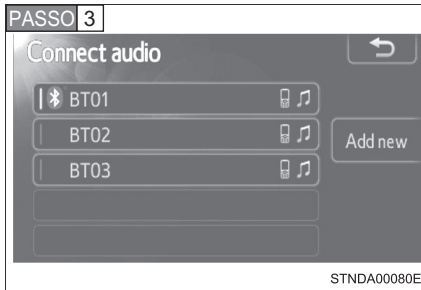 PASSO 3
Connect audio
BT01
BT02
Add new
BT03
STNDA00080E